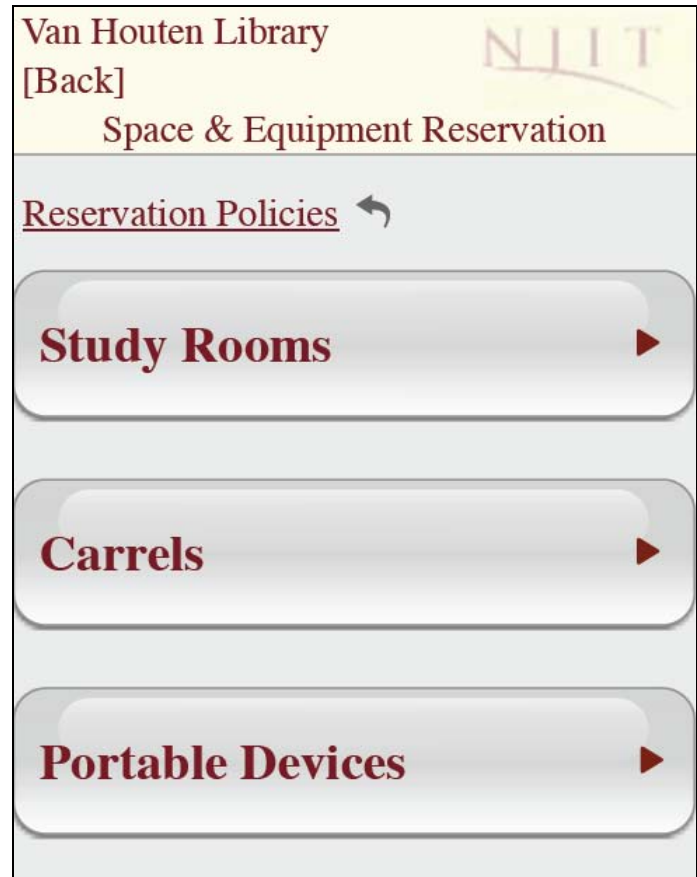 Van Houten Library
NJIT
[Back]
Space & Equipment Reservation
Reservation Policies
Study Rooms
Carrels
Portable Devices